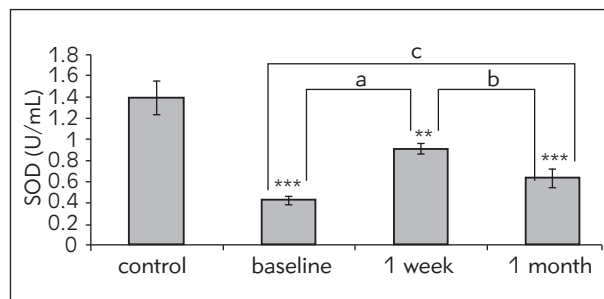 SOD (U/mL)
1.8
1.6
1.4
1.2
1
0.8
0.6
0.4
0.2
0
c
a
b
***
**
***
control
baseline
1 week
1 month